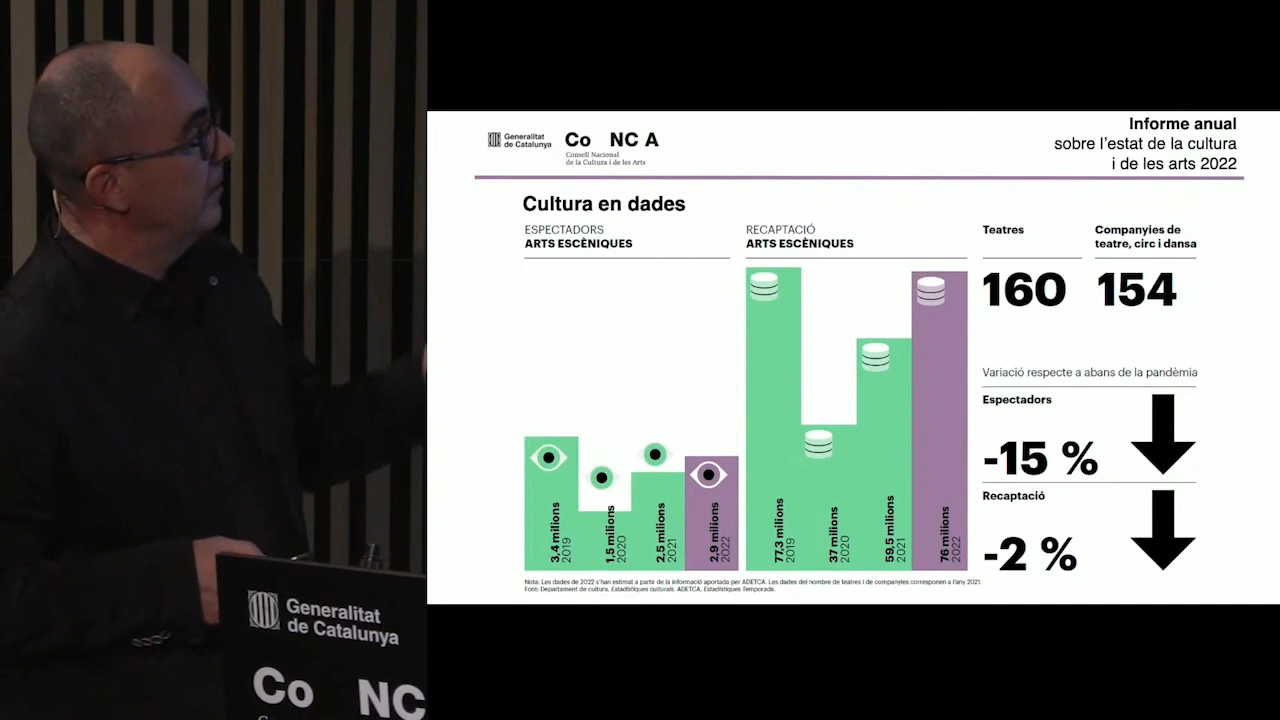 Generalitat
de Catalunya
Co NC A
Consell Nacional
de la Cultura i de les Arts
Informe anual
sobre l'estat de la cultura
i de les arts 2022
Cultura en dades
ESPECTADORS
ARTS ESCÈNIQUES
3,4 milions
2019
1,5 milions
2020
2,5 milions
2021
2,9 milions
2022
RECAPTACIÓ
ARTS ESCÈNIQUES
77,3 milions
2019
37 milions
2020
59,5 milions
2021
76 milions
2022
Teatres
160
Companyies de
teatre, circ i dansa
154
Variació respecte a abans de la pandèmia
Espectadors
-15 %
Recaptació
-2 %
Nota: Les dades de 2022 s'han estimat a partir de la informació aportada per ADETCA. Les dades del nombre de teatres i de companyies corresponen a l'any 2021.
Font: Departament de cultura, Estadístiques culturals. ADETCA, Estadístiques Temporada.
Generalitat
de Catalunya
Co NC